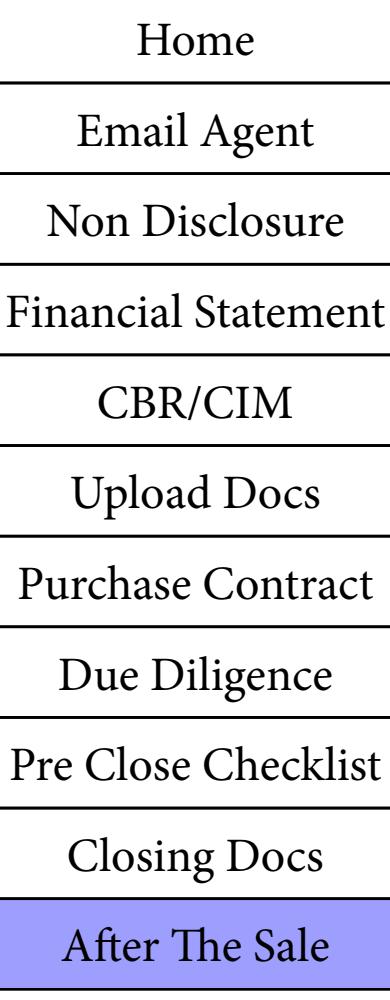 Home
Email Agent
Non Disclosure
Financial Statement
CBR/CIM
Upload Docs
Purchase Contract
Due Diligence
Pre Close Checklist
Closing Docs
After The Sale